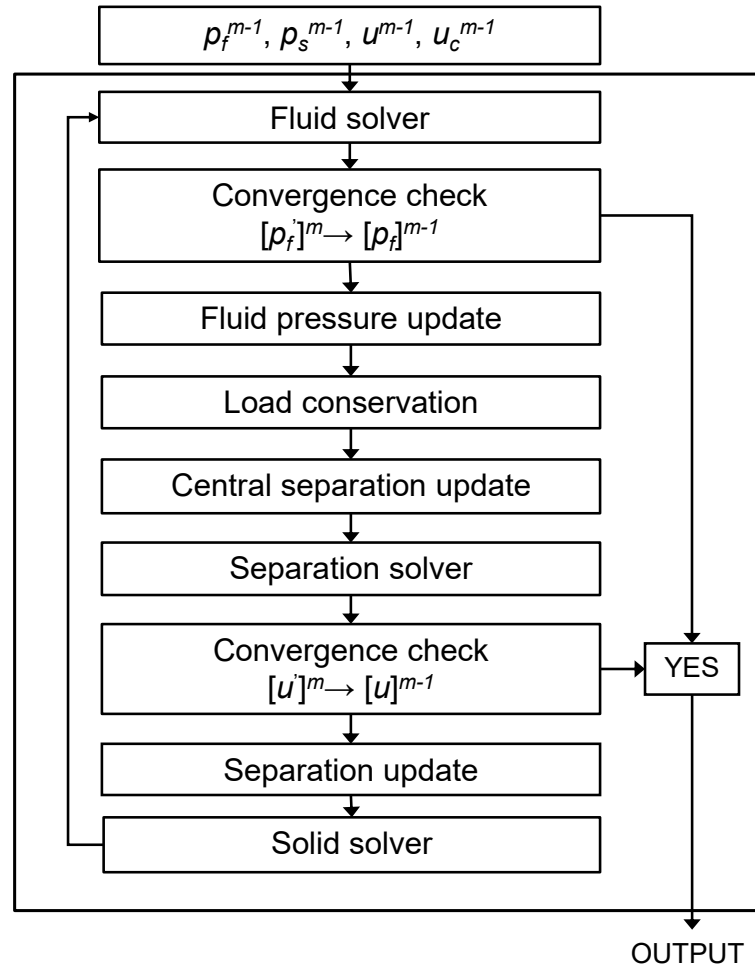 p_f^{m-1}, p_s^{m-1}, u^{m-1}, u_c^{m-1}
Fluid solver
Convergence check
[p_f^']^m → [p_f]^{m-1}
Fluid pressure update
Load conservation
Central separation update
Separation solver
Convergence check
[u^']^m → [u]^{m-1}
YES
Separation update
Solid solver
OUTPUT